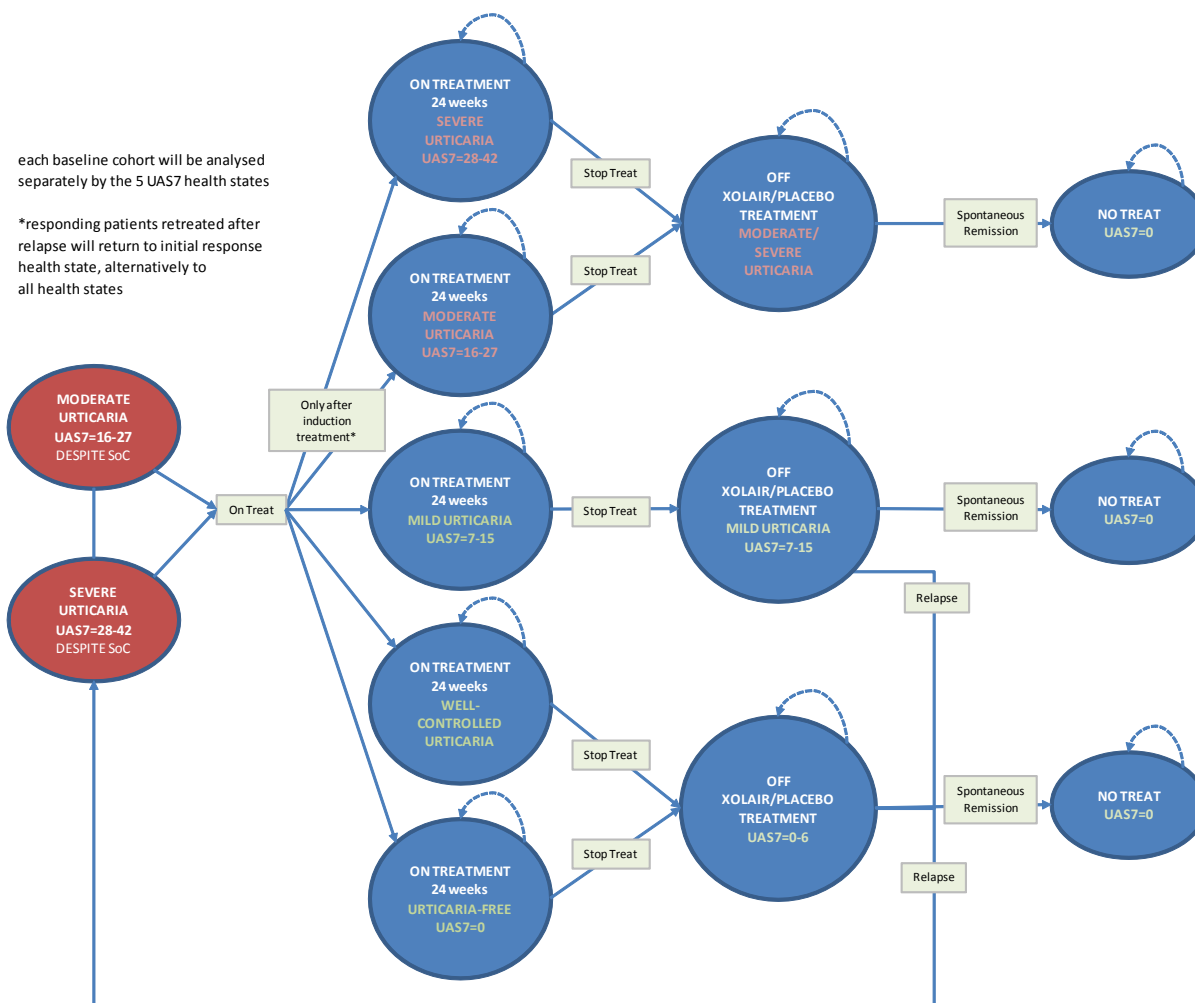 each baseline cohort will be analysed
separately by the 5 UAS7 health states
*responding patients retreated after
relapse will return to initial response
health state, alternatively to
all health states
MODERATE
URTICARIA
UAS7=16-27
DESPITE SoC
SEVERE
URTICARIA
UAS7=28-42
DESPITE SoC
On Treat
Only after
induction
treatment*
ON TREATMENT
24 weeks
SEVERE
URTICARIA
UAS7=28-42
ON TREATMENT
24 weeks
MODERATE
URTICARIA
UAS7=16-27
ON TREATMENT
24 weeks
MILD URTICARIA
UAS7=7-15
ON TREATMENT
24 weeks
WELL-
CONTROLLED
URTICARIA
ON TREATMENT
24 weeks
URTICARIA-FREE
UAS7=0
Stop Treat
Stop Treat
Stop Treat
Stop Treat
Stop Treat
OFF
XOLAIR/PLACEBO
TREATMENT
MODERATE/
SEVERE
URTICARIA
OFF
XOLAIR/PLACEBO
TREATMENT
MILD URTICARIA
UAS7=7-15
OFF
XOLAIR/PLACEBO
TREATMENT
UAS7=0-6
Spontaneous
Remission
Spontaneous
Remission
Relapse
Spontaneous
Remission
Relapse
NO TREAT
UAS7=0
NO TREAT
UAS7=0
NO TREAT
UAS7=0